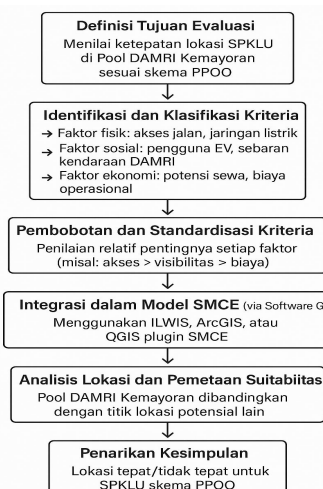 Definisi Tujuan Evaluasi
Menilai ketepatan lokasi SPKLU
di Pool DAMRI Kemayoran
sesuai skema PPOO
Identifikasi dan Klasifikasi Kriteria
→ Faktor fisik: akses jalan, jaringan listrik
→ Faktor sosial: pengguna EV, sebaran
kendaraan DAMRI
→ Faktor ekonomi: potensi sewa, biaya
operasional
Pembobotan dan Standardisasi Kriteria
Penilaian relatif pentingnya setiap faktor
(misal: akses > visibilitas > biaya)
Integrasi dalam Model SMCE (via Software G
Menggunakan ILWIS, ArcGIS, atau
QGIS plugin SMCE
Analisis Lokasi dan Pemetaan Suitabiitas
Pool DAMRI Kemayoran dibandingkan
dengan titik lokasi potensial lain
Penarikan Kesimpulan
Lokasi tepat/tidak tepat untuk
SPKLU skema PPOO